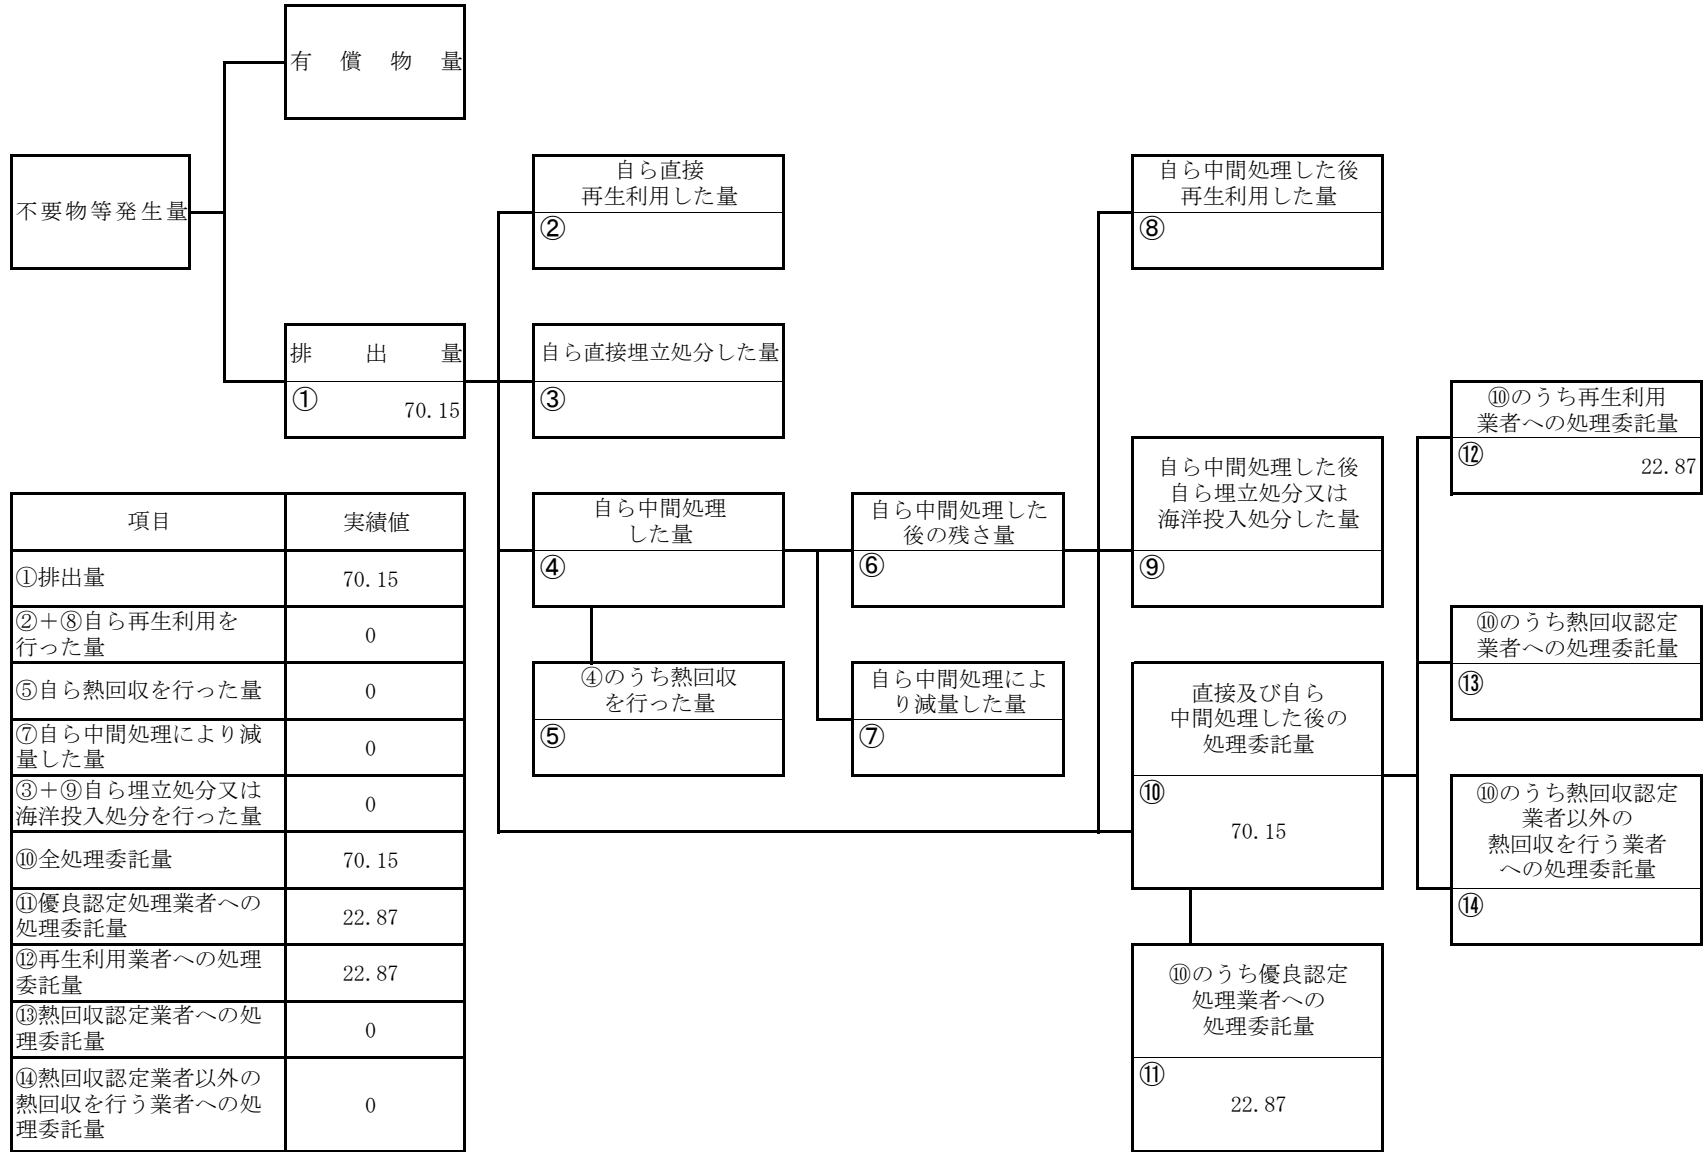 有償物量
不要物等発生量
排出量
①
70.15
自ら直接
再生利用した量
②
自ら直接埋立処分した量
③
自ら中間処理
した量
④
④のうち熱回収
を行った量
⑤
自ら中間処理した
後の残さ量
⑥
自ら中間処理によ
り減量した量
⑦
自ら中間処理した後
再生利用した量
⑧
自ら中間処理した後
自ら埋立処分又は
海洋投入処分した量
⑨
直接及び自ら
中間処理した後の
処理委託量
⑩
70.15
⑩のうち優良認定
処理業者への
処理委託量
⑪
22.87
⑩のうち再生利用
業者への処理委託量
⑫
22.87
⑩のうち熱回収認定
業者への処理委託量
⑬
⑩のうち熱回収認定
業者以外の
熱回収を行う業者
への処理委託量
⑭
項目 実績値
①排出量 70.15
②＋⑧自ら再生利用を
行った量 0
⑤自ら熱回収を行った量 0
⑦自ら中間処理により減
量した量 0
③＋⑨自ら埋立処分又は
海洋投入処分を行った量 0
⑩全処理委託量 70.15
⑪優良認定処理業者への
処理委託量 22.87
⑫再生利用業者への処理
委託量 22.87
⑬熱回収認定業者への処
理委託量 0
⑭熱回収認定業者以外の
熱回収を行う業者への処
理委託量 0